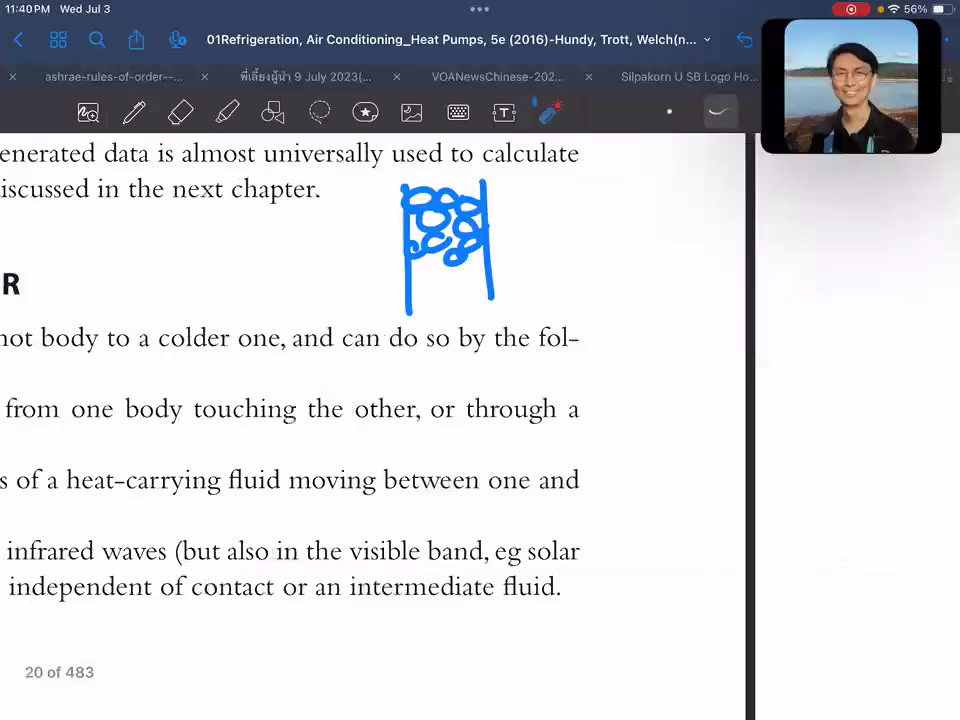 11:40 PM Wed Jul 3
56%
01Refrigeration, Air Conditioning_Heat Pumps, 5e (2016)-Hundy, Trott, Welch(n...
ashrae-rules-of-order--...
พี่เลี้ยงผู้นำ 9 July 2023(...
VOANewsChinese-202...
Silpakorn U SB Logo Ho...
enerated data is almost universally used to calculate
iscussed in the next chapter.
R
not body to a colder one, and can do so by the fol-
from one body touching the other, or through a
s of a heat-carrying fluid moving between one and
infrared waves (but also in the visible band, eg solar
independent of contact or an intermediate fluid.
20 of 483